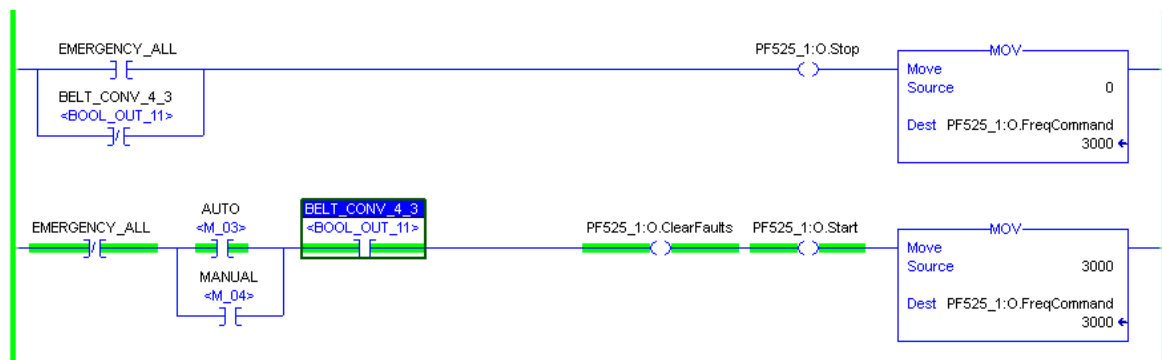 EMERGENCY_ALL
PF525_1:O.Stop
MOV
Move
Source 0
Dest PF525_1:O.FreqCommand
3000
BELT_CONV_4_3
<BOOL_OUT_11>
EMERGENCY_ALL
AUTO
<M_03>
BELT_CONV_4_3
<BOOL_OUT_11>
PF525_1:O.ClearFaults
PF525_1:O.Start
MOV
Move
Source 3000
Dest PF525_1:O.FreqCommand
3000
MANUAL
<M_04>